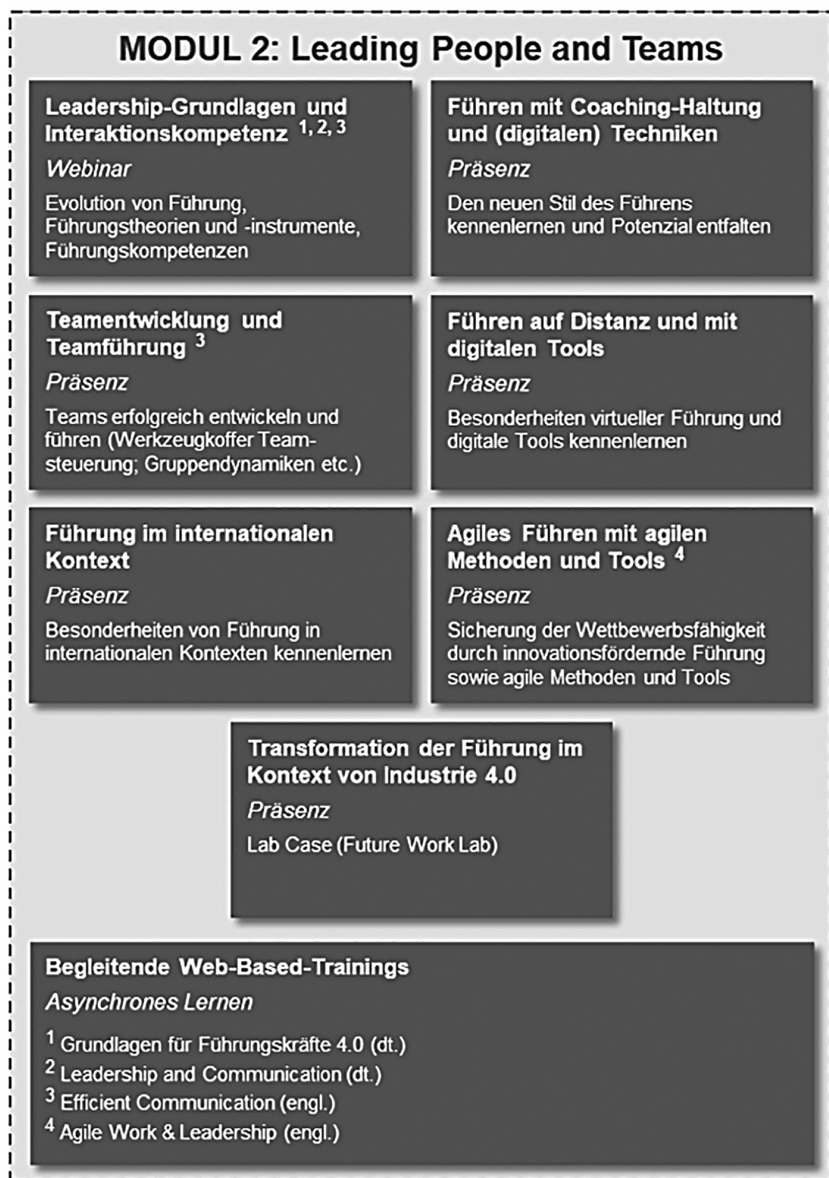 MODUL 2: Leading People and Teams
Leadership-Grundlagen und
Interaktionskompetenz 1, 2, 3
Webinar
Evolution von Führung,
Führungstheorien und -instrumente,
Führungskompetenzen
Führen mit Coaching-Haltung
und (digitalen) Techniken
Präsenz
Den neuen Stil des Führens
kennenlernen und Potenzial entfalten
Teamentwicklung und
Teamführung 3
Präsenz
Teams erfolgreich entwickeln und
führen (Werkzeugkoffer Team-
steuerung; Gruppendynamiken etc.)
Führen auf Distanz und mit
digitalen Tools
Präsenz
Besonderheiten virtueller Führung und
digitale Tools kennenlernen
Führung im internationalen
Kontext
Präsenz
Besonderheiten von Führung in
internationalen Kontexten kennenlernen
Agiles Führen mit agilen
Methoden und Tools 4
Präsenz
Sicherung der Wettbewerbsfähigkeit
durch innovationsfördernde Führung
sowie agile Methoden und Tools
Transformation der Führung im
Kontext von Industrie 4.0
Präsenz
Lab Case (Future Work Lab)
Begleitende Web-Based-Trainings
Asynchrones Lernen
1 Grundlagen für Führungskräfte 4.0 (dt.)
2 Leadership and Communication (dt.)
3 Efficient Communication (engl.)
4 Agile Work & Leadership (engl.)